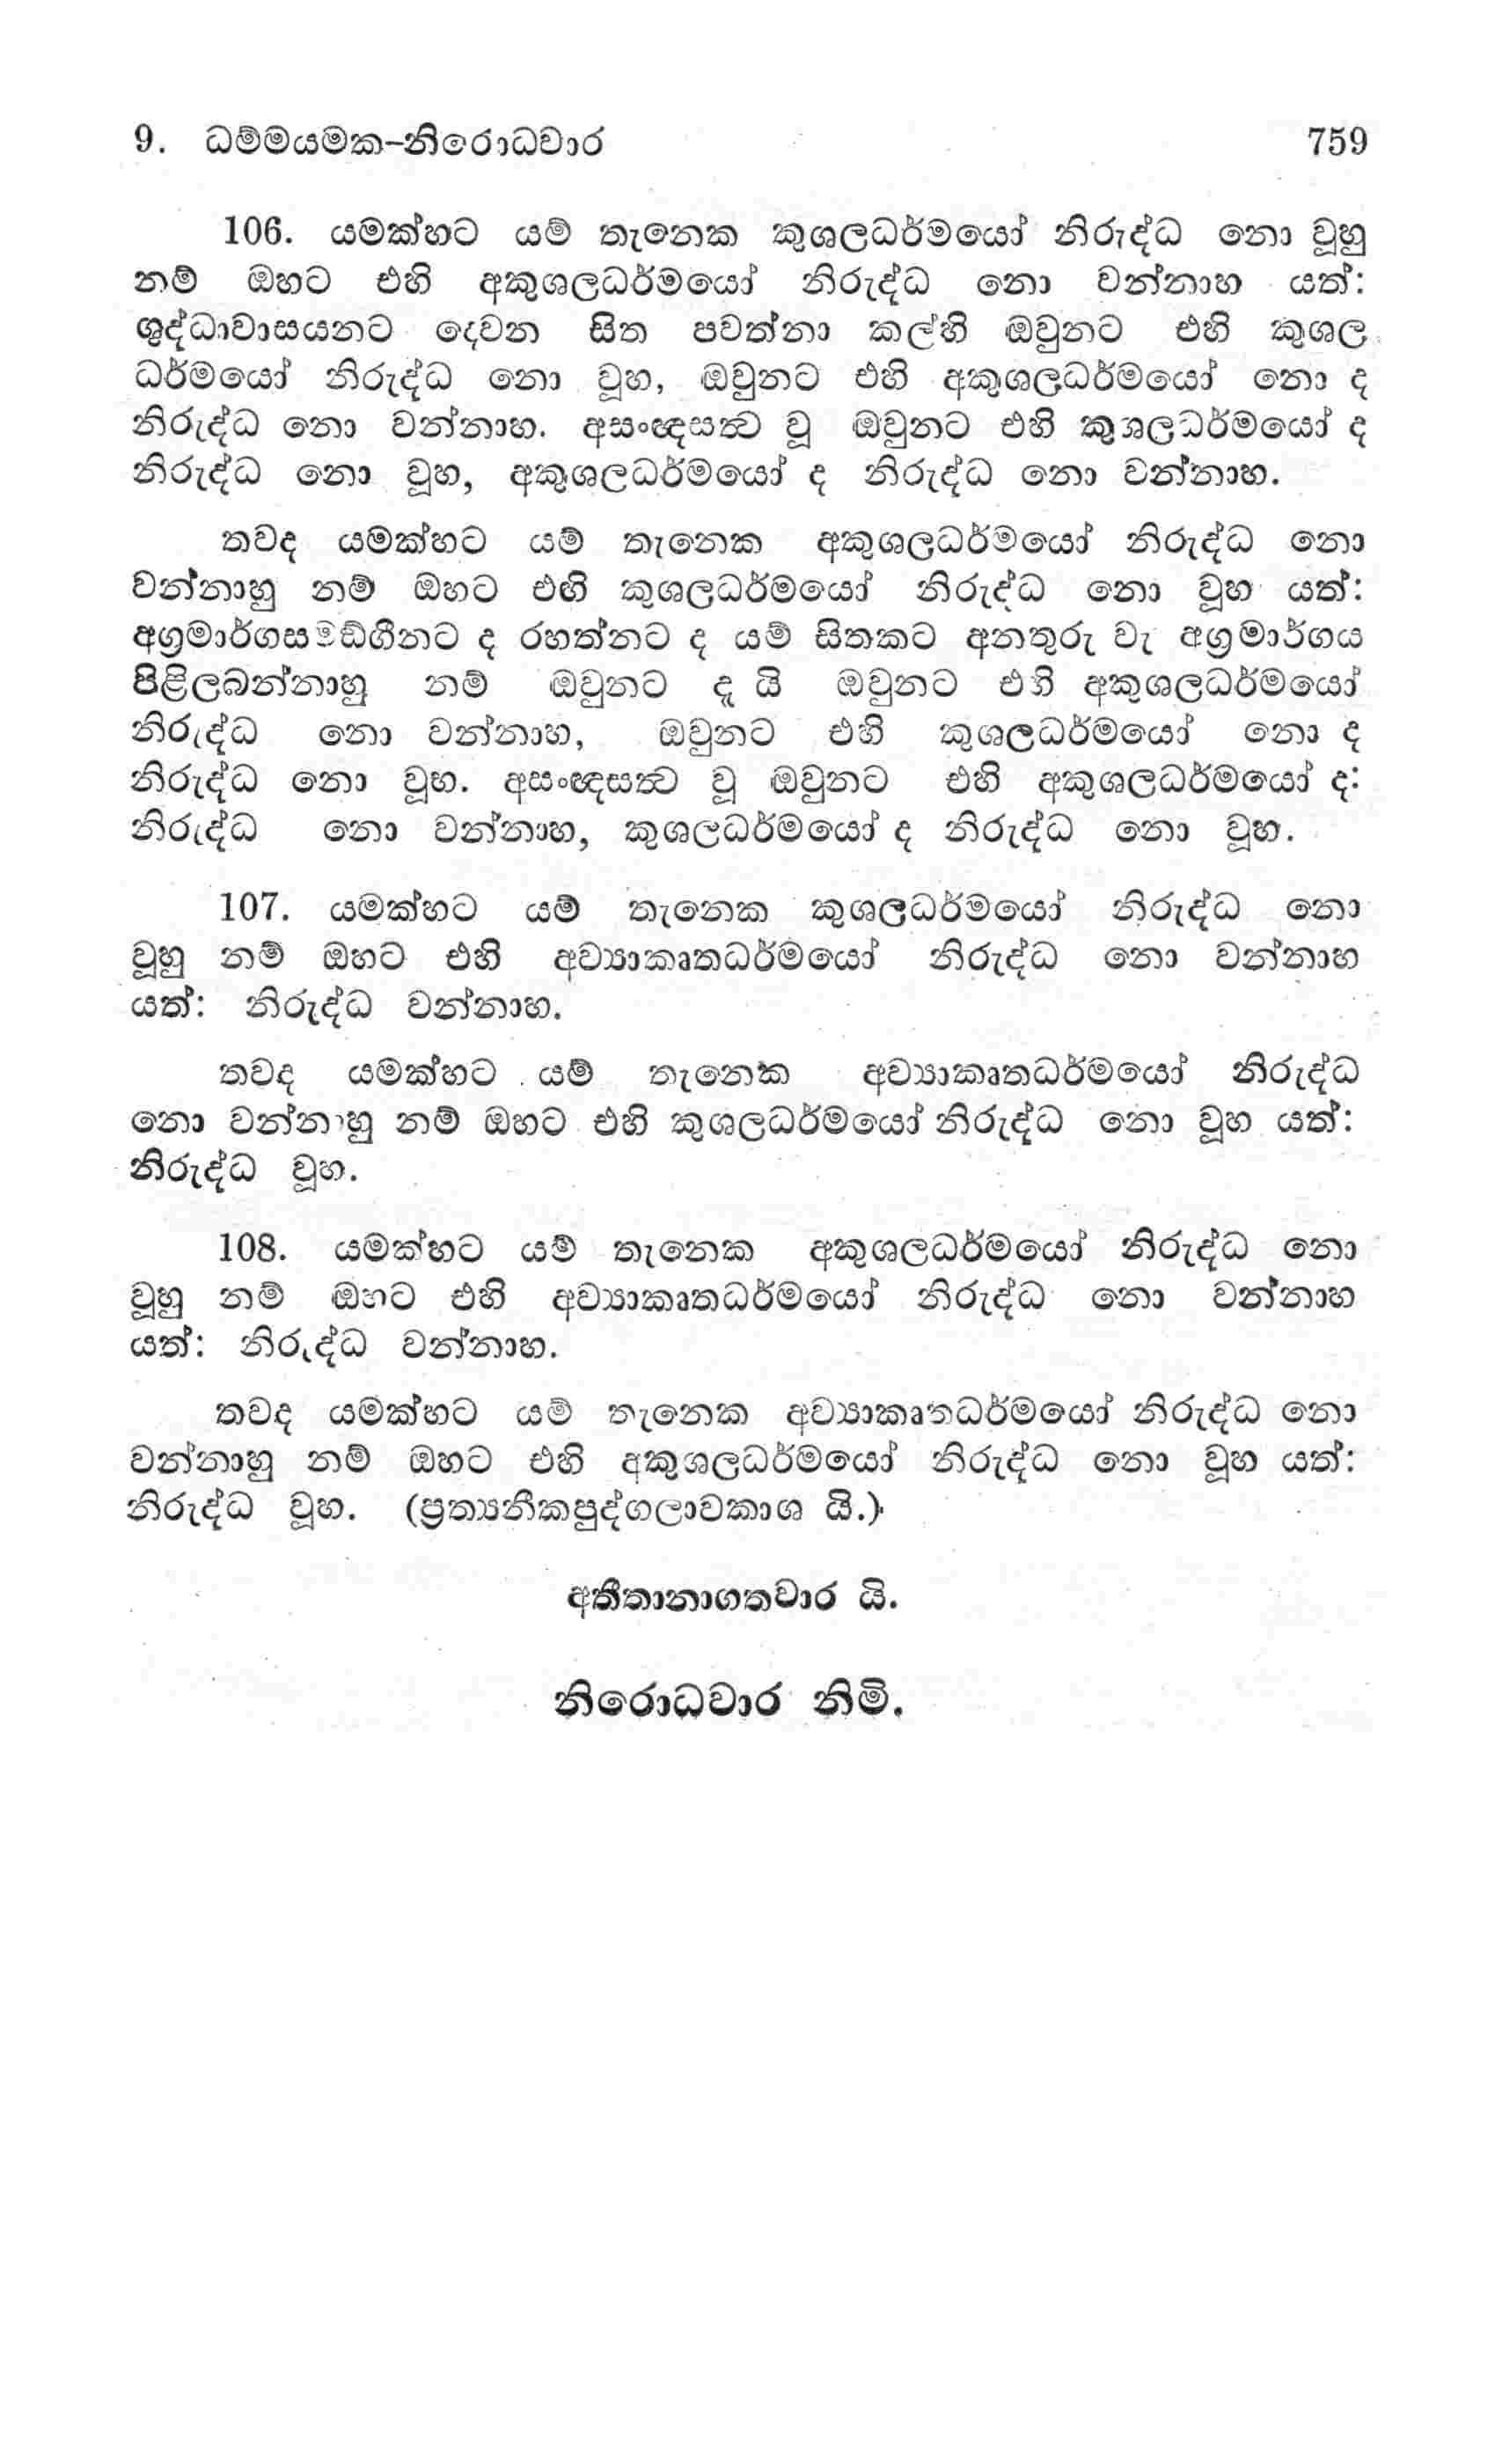 9. ධම්මයමක-නිරොධවාර 759
106. යමක්හට යම් තැනෙක කුශලධර්මයෝ නිරුද්ධ නො වූහු
නම් ඔහට එහි අකුශලධර්මයෝ නිරුද්ධ නො වන්නාහ යත්:
ශුද්ධාවාසයනට දෙවන සිත පවත්නා කල්හි ඔවුනට එහි කුශල
ධර්මයෝ නිරුද්ධ නො වූහ, ඔවුනට එහි අකුශලධර්මයෝ නො ද
නිරුද්ධ නො වන්නාහ. අසංඥසත්‍ව වූ ඔවුනට එහි කුශලධර්මයෝ ද
නිරුද්ධ නො වූහ, අකුශලධර්මයෝ ද නිරුද්ධ නො වන්නාහ.
තවද යමක්හට යම් තැනෙක අකුශලධර්මයෝ නිරුද්ධ නො
වන්නාහු නම් ඔහට එහි කුශලධර්මයෝ නිරුද්ධ නො වූහ යත්:
අග්‍රමාර්ගසමඞ්ගීනට ද රහත්නට ද යම් සිතකට අනතුරු වැ අග්‍රමාර්ගය
පිළිලබන්නාහු නම් ඔවුනට දැ යි ඔවුනට එහි අකුශලධර්මයෝ
නිරුද්ධ නො වන්නාහ, ඔවුනට එහි කුශලධර්මයෝ නො ද
නිරුද්ධ නො වූහ. අසංඥසත්‍ව වූ ඔවුනට එහි අකුශලධර්මයෝ ද:
නිරුද්ධ නො වන්නාහ, කුශලධර්මයෝ ද නිරුද්ධ නො වූහ.
107. යමක්හට යම් තැනෙක කුශලධර්මයෝ නිරුද්ධ නො
වූහු නම් ඔහට එහි අව්‍යාකෘතධර්මයෝ නිරුද්ධ නො වන්නාහ
යත්: නිරුද්ධ වන්නාහ.
තවද යමක්හට යම් තැනෙක අව්‍යාකෘතධර්මයෝ නිරුද්ධ
නො වන්නාහු නම් ඔහට එහි කුශලධර්මයෝ නිරුද්ධ නො වූහ යත්:
නිරුද්ධ වූහ.
108. යමක්හට යම් තැනෙක අකුශලධර්මයෝ නිරුද්ධ නො
වූහු නම් ඔහට එහි අව්‍යාකෘතධර්මයෝ නිරුද්ධ නො වන්නාහ
යත්: නිරුද්ධ වන්නාහ.
තවද යමක්හට යම් තැනෙක අව්‍යාකෘතධර්මයෝ නිරුද්ධ නො
වන්නාහු නම් ඔහට එහි අකුශලධර්මයෝ නිරුද්ධ නො වූහ යත්:
නිරුද්ධ වූහ. (ප්‍රත්‍යනීකපුද්ගලාවකාශ යි.)
අතීතානාගතවාර යි.
නිරොධවාර නිමි.